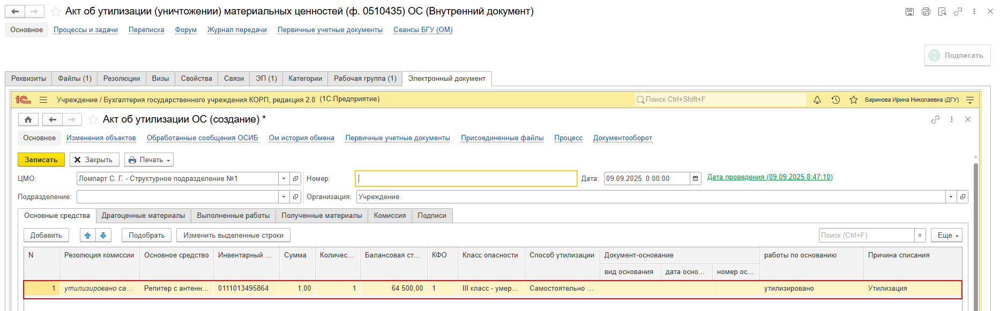 Акт об утилизации (уничтожении) материальных ценностей (ф. 0510435) ОС (Внутренний документ)
Основное Процессы и задачи Переписка Форум Журнал передачи Первичные учетные документы Сеансы БГУ (ОМ)
Подписать
Реквизиты Файлы (1) Резолюции Визы Свойства Связи ЭП (1) Категории Рабочая группа (1) Электронный документ
1С Учреждение / Бухгалтерия государственного учреждения КОРП, редакция 2.0 (1С:Предприятие) Поиск Ctrl+Shift+F Баринова Ирина Николаевна (ДГУ)
Акт об утилизации ОС (создание) *
Основное Изменения объектов Обработанные сообщения ОСИБ Ом история обмена Первичные учетные документы Присоединенные файлы Процесс Документооборот
Записать Закрыть Печать
ЦМО: Ломпарт С. Г. - Структурное подразделение №1 Номер: Дата: 09.09.2025 0:00:00 Дата проведения (09.09.2025 8:47:10)
Подразделение: Организация: Учреждение
Основные средства Драгоценные материалы Выполненные работы Полученные материалы Комиссия Подписи
Добавить Подобрать Изменить выделенные строки Поиск (Ctrl+F) × Еще
N Резолюция комиссии Основное средство Инвентарный ... Сумма Количес... Балансовая ст... КФО Класс опасности Способ утилизации Документ-основание работы по основанию Причина списания
вид основания дата осно... номер ос...
1 утилизировано са... Репитер с антенн... 0111013495864 1,00 1 64 500,00 1 III класс - умер... Самостоятельно ... утилизировано Утилизация